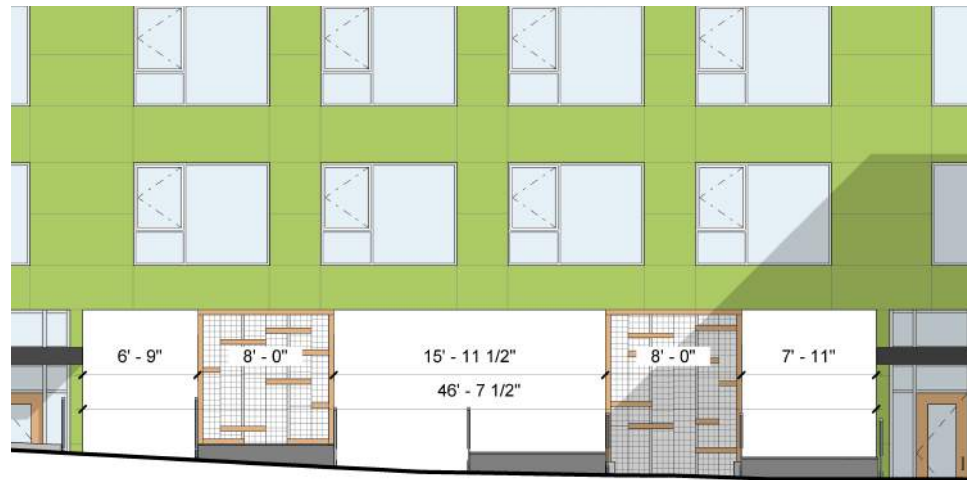 6' - 9" 8' - 0" 15' - 11 1/2" 8' - 0" 7' - 11"
46' - 7 1/2"